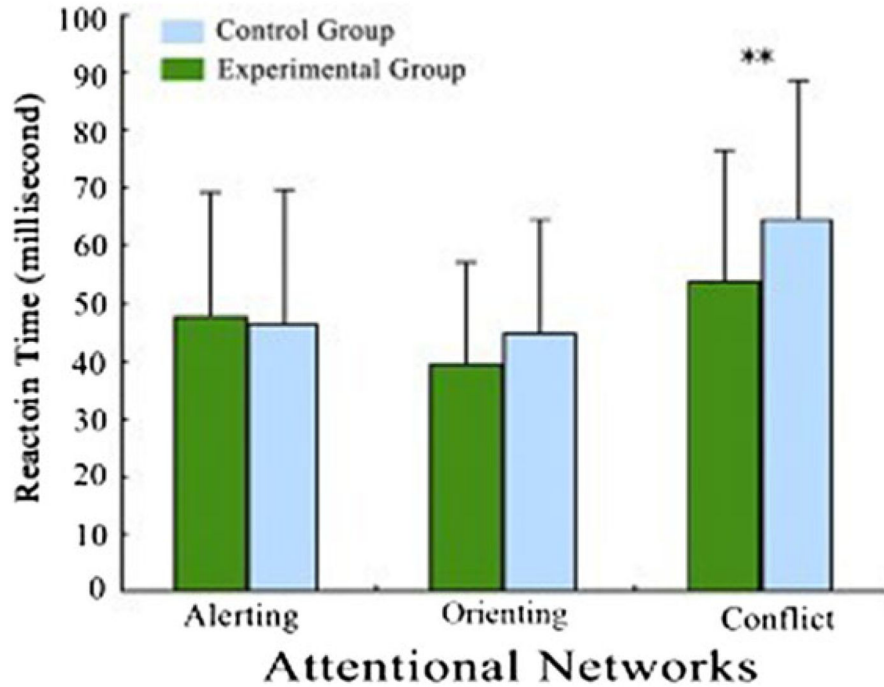 100
90
80
70
60
50
40
30
20
10
0
Reactoin Time (millisecond)
Control Group
Experimental Group
**
Alerting
Orienting
Conflict
Attentional Networks